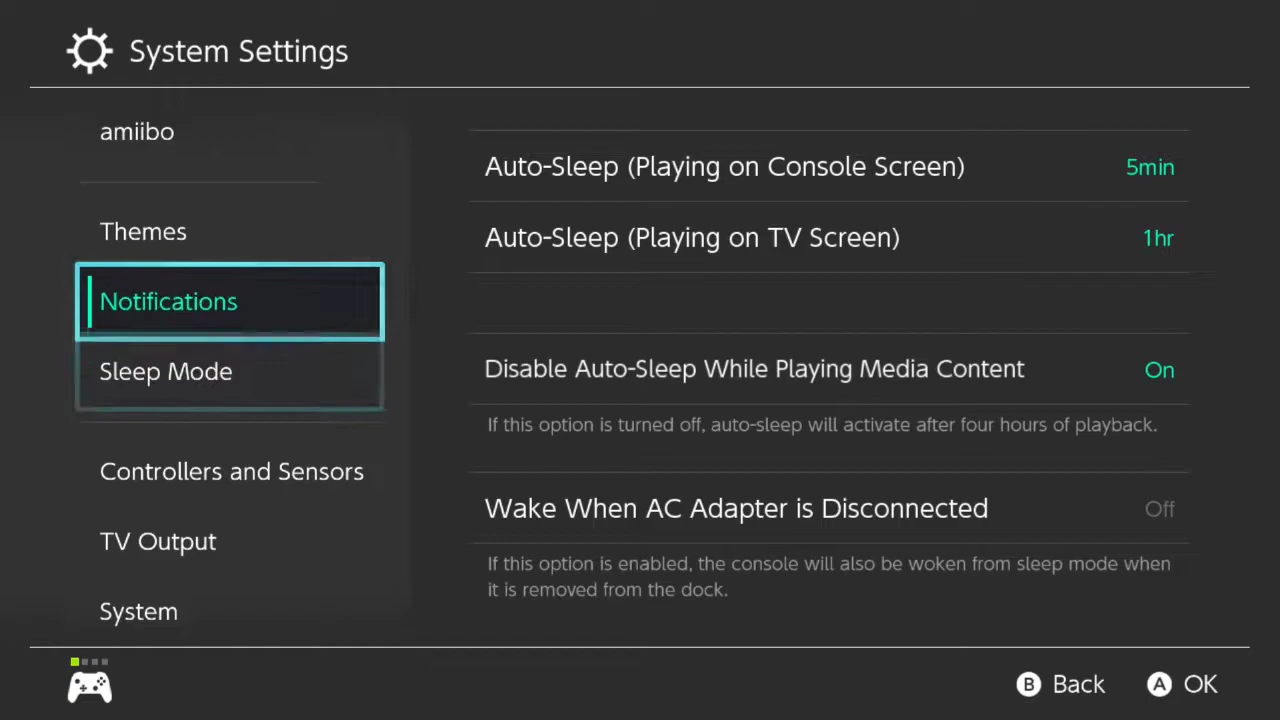 System Settings
amiibo
Themes
Notifications
Sleep Mode
Controllers and Sensors
TV Output
System
Auto-Sleep (Playing on Console Screen) 5min
Auto-Sleep (Playing on TV Screen) 1hr
Disable Auto-Sleep While Playing Media Content On
If this option is turned off, auto-sleep will activate after four hours of playback.
Wake When AC Adapter is Disconnected Off
If this option is enabled, the console will also be woken from sleep mode when
it is removed from the dock.
B Back A OK